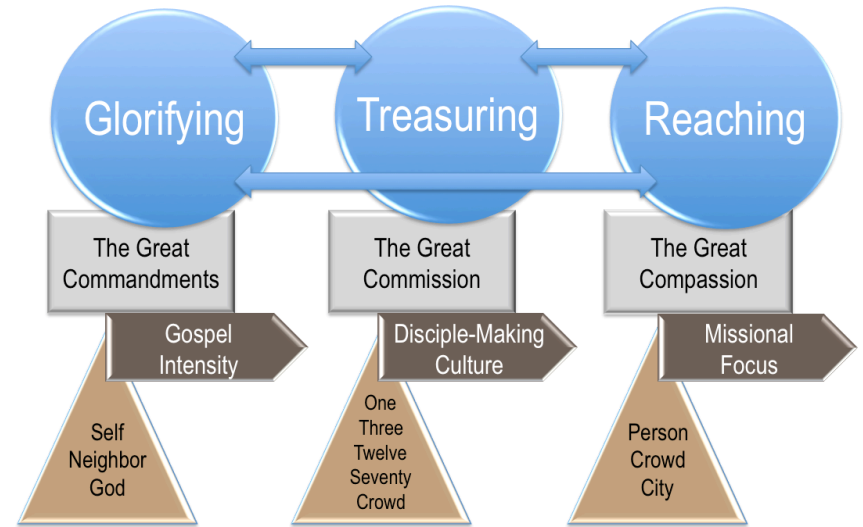 Glorifying
Treasuring
Reaching
The Great
Commandments
The Great
Commission
The Great
Compassion
Gospel
Intensity
Disciple-Making
Culture
Missional
Focus
Self
Neighbor
God
One
Three
Twelve
Seventy
Crowd
Person
Crowd
City